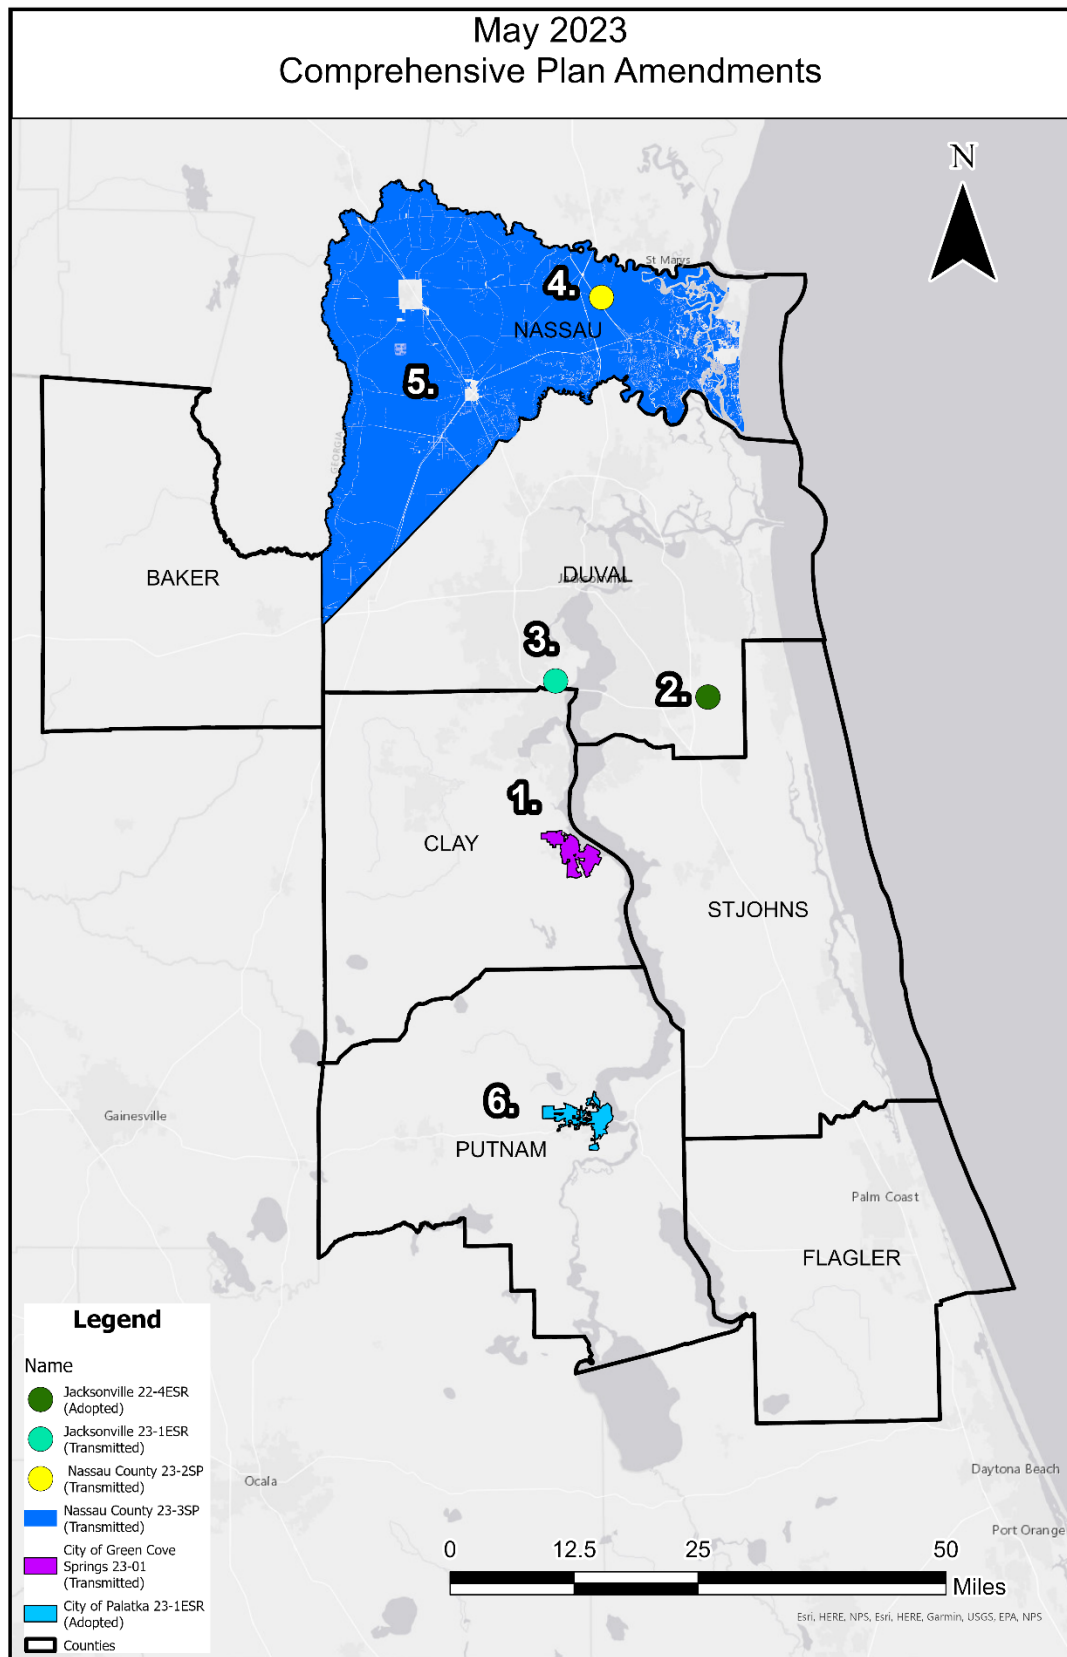 May 2023
Comprehensive Plan Amendments
N
St Marys
4.
NASSAU
5.
GEORGIA
BAKER
DUVAL
Jacksonville
3.
2.
1.
CLAY
STJOHNS
6.
Gainesville
PUTNAM
Palm Coast
FLAGLER
Legend
Name
Jacksonville 22-4ESR
(Adopted)
Jacksonville 23-1ESR
(Transmitted)
Nassau County 23-2SP
(Transmitted)
Nassau County 23-3SP
(Transmitted)
City of Green Cove
Springs 23-01
(Transmitted)
City of Palatka 23-1ESR
(Adopted)
Counties
Ocala
Daytona Beach
Port Orange
0 12.5 25 50
Miles
Esri, HERE, NPS, Esri, HERE, Garmin, USGS, EPA, NPS